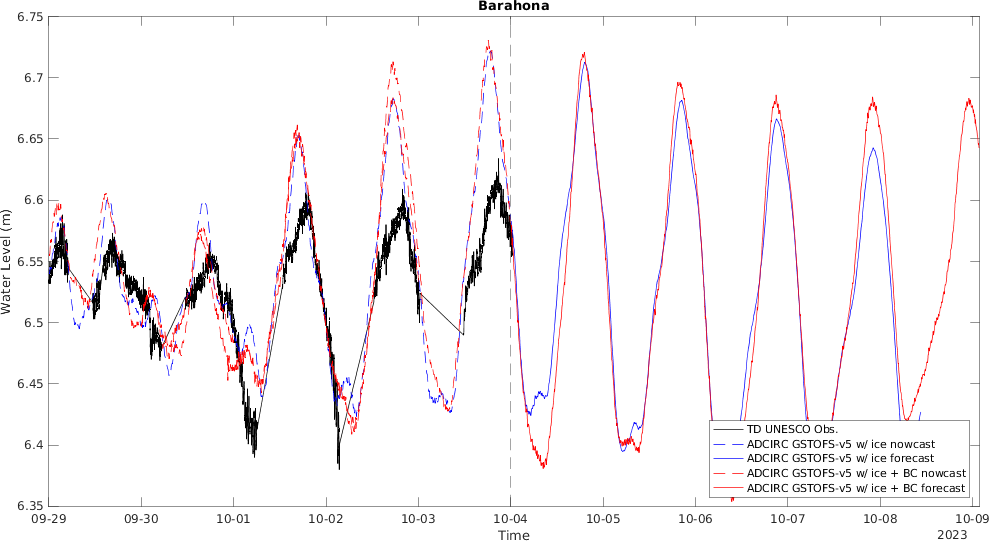 Barahona
6.75
6.7
6.65
6.6
6.55
6.5
6.45
6.4
6.35
Water Level (m)
09-29
09-30
10-01
10-02
10-03
10-04
10-05
10-06
10-07
10-08
10-09
Time
2023
TD UNESCO Obs.
ADCIRC GSTOFS-v5 w/ ice nowcast
ADCIRC GSTOFS-v5 w/ ice forecast
ADCIRC GSTOFS-v5 w/ ice + BC nowcast
ADCIRC GSTOFS-v5 w/ ice + BC forecast